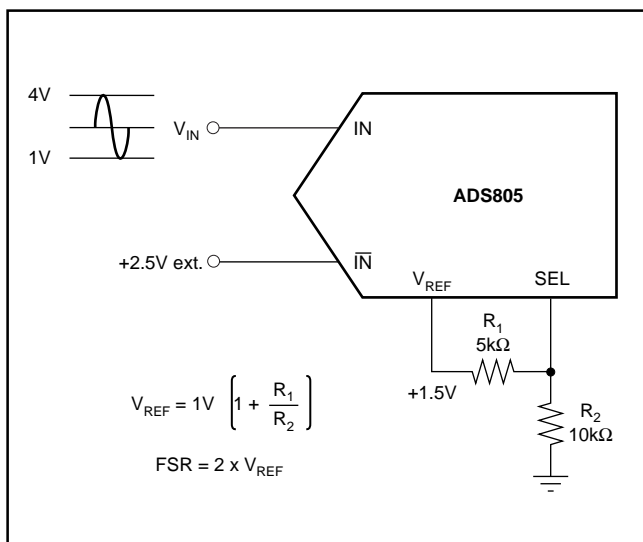 4V
V_IN
IN
1V
ADS805
+2.5V ext.
I̅N̅
V_REF
SEL
R_1
5kΩ
+1.5V
R_2
10kΩ
V_REF = 1V (1 + R_1/R_2)
FSR = 2 x V_REF